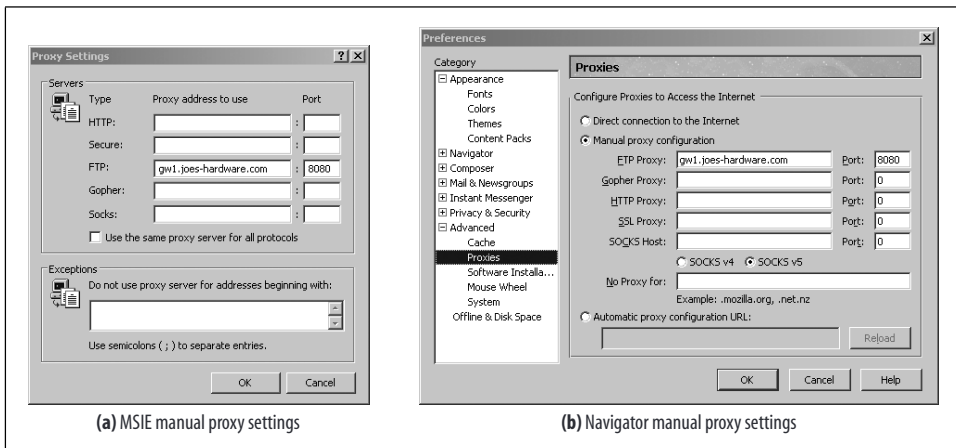 Proxy Settings
Servers
Type Proxy address to use Port
HTTP: :
Secure: :
FTP: gw1.joes-hardware.com : 8080
Gopher: :
Socks: :
Use the same proxy server for all protocols
Exceptions
Do not use proxy server for addresses beginning with:
Use semicolons ( ; ) to separate entries.
OK Cancel
(a) MSIE manual proxy settings
Preferences
Category
Appearance
Fonts
Colors
Themes
Content Packs
Navigator
Composer
Mail & Newsgroups
Instant Messenger
Privacy & Security
Advanced
Cache
Proxies
Software Installa...
Mouse Wheel
System
Offline & Disk Space
Proxies
Configure Proxies to Access the Internet
Direct connection to the Internet
Manual proxy configuration
FTP Proxy: gw1.joes-hardware.com Port: 8080
Gopher Proxy: Port: 0
HTTP Proxy: Port: 0
SSL Proxy: Port: 0
SOCKS Host: Port: 0
SOCKS v4 SOCKS v5
No Proxy for:
Example: .mozilla.org, .net.nz
Automatic proxy configuration URL:
Reload
OK Cancel Help
(b) Navigator manual proxy settings